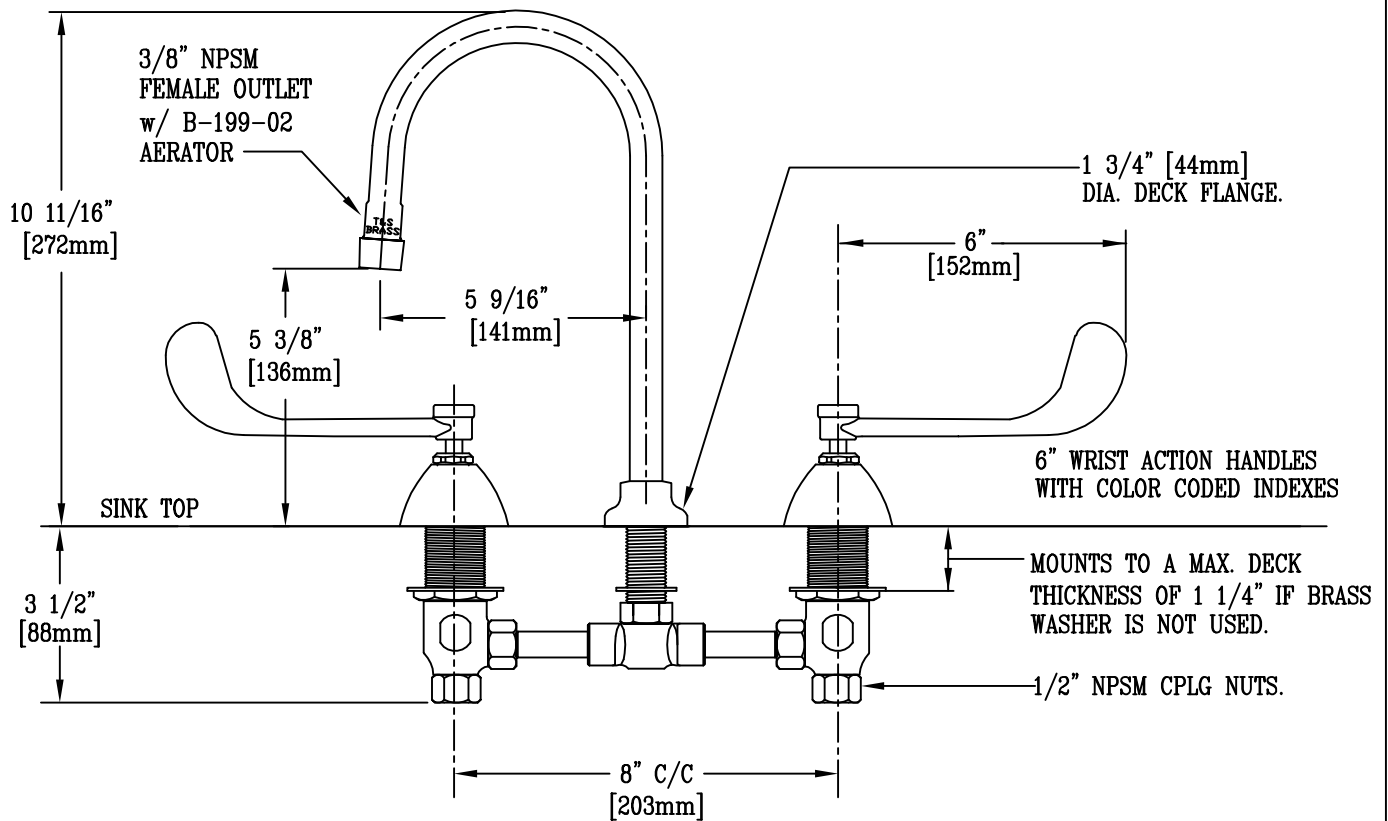 3/8" NPSM
FEMALE OUTLET
w/ B-199-02
AERATOR
10 11/16"
[272mm]
T&S
BRASS
1 3/4" [44mm]
DIA. DECK FLANGE.
6"
[152mm]
5 9/16"
[141mm]
5 3/8"
[136mm]
6" WRIST ACTION HANDLES
WITH COLOR CODED INDEXES
SINK TOP
3 1/2"
[88mm]
MOUNTS TO A MAX. DECK
THICKNESS OF 1 1/4" IF BRASS
WASHER IS NOT USED.
1/2" NPSM CPLG NUTS.
8" C/C
[203mm]